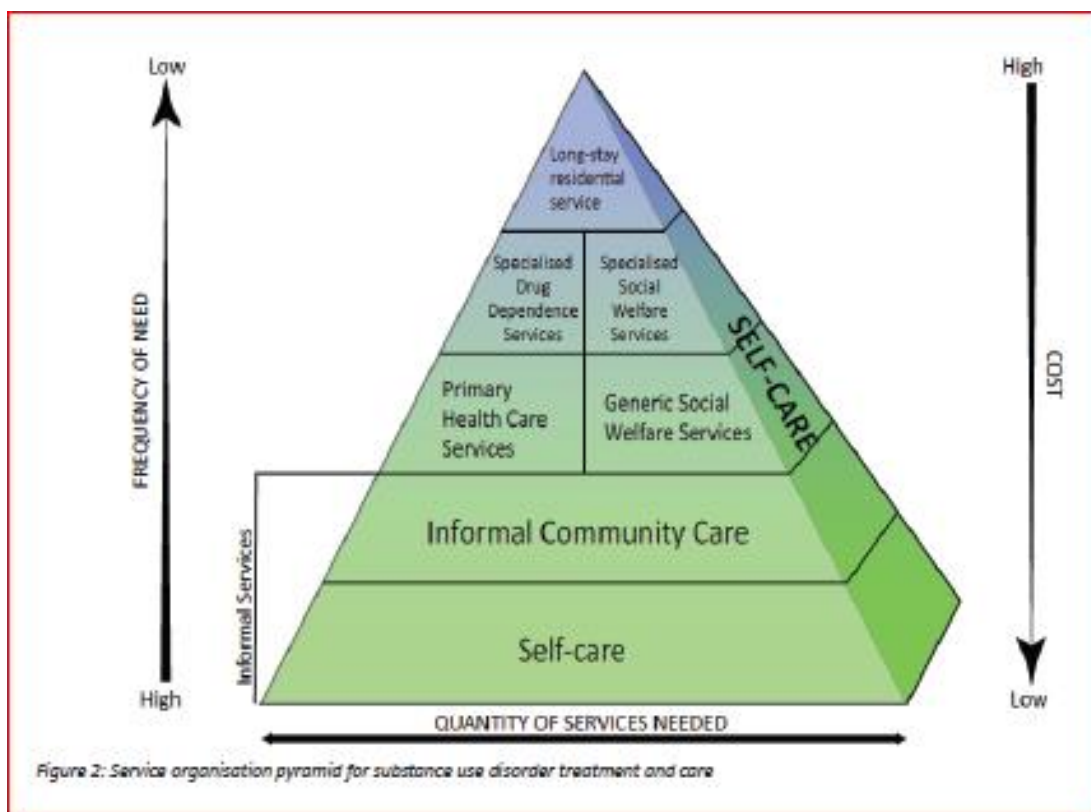 Low
High
Long-stay
residential
service
Specialised
Drug
Dependence
Services
Specialised
Social
Welfare
Services
SELF-CARE
FREQUENCY OF NEED
COST
Primary
Health Care
Services
Generic Social
Welfare Services
Informal Services
Informal Community Care
Self-care
High
Low
QUANTITY OF SERVICES NEEDED
Figure 2: Service organisation pyramid for substance use disorder treatment and care